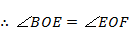 ∴ ∠BOE = ∠EOF